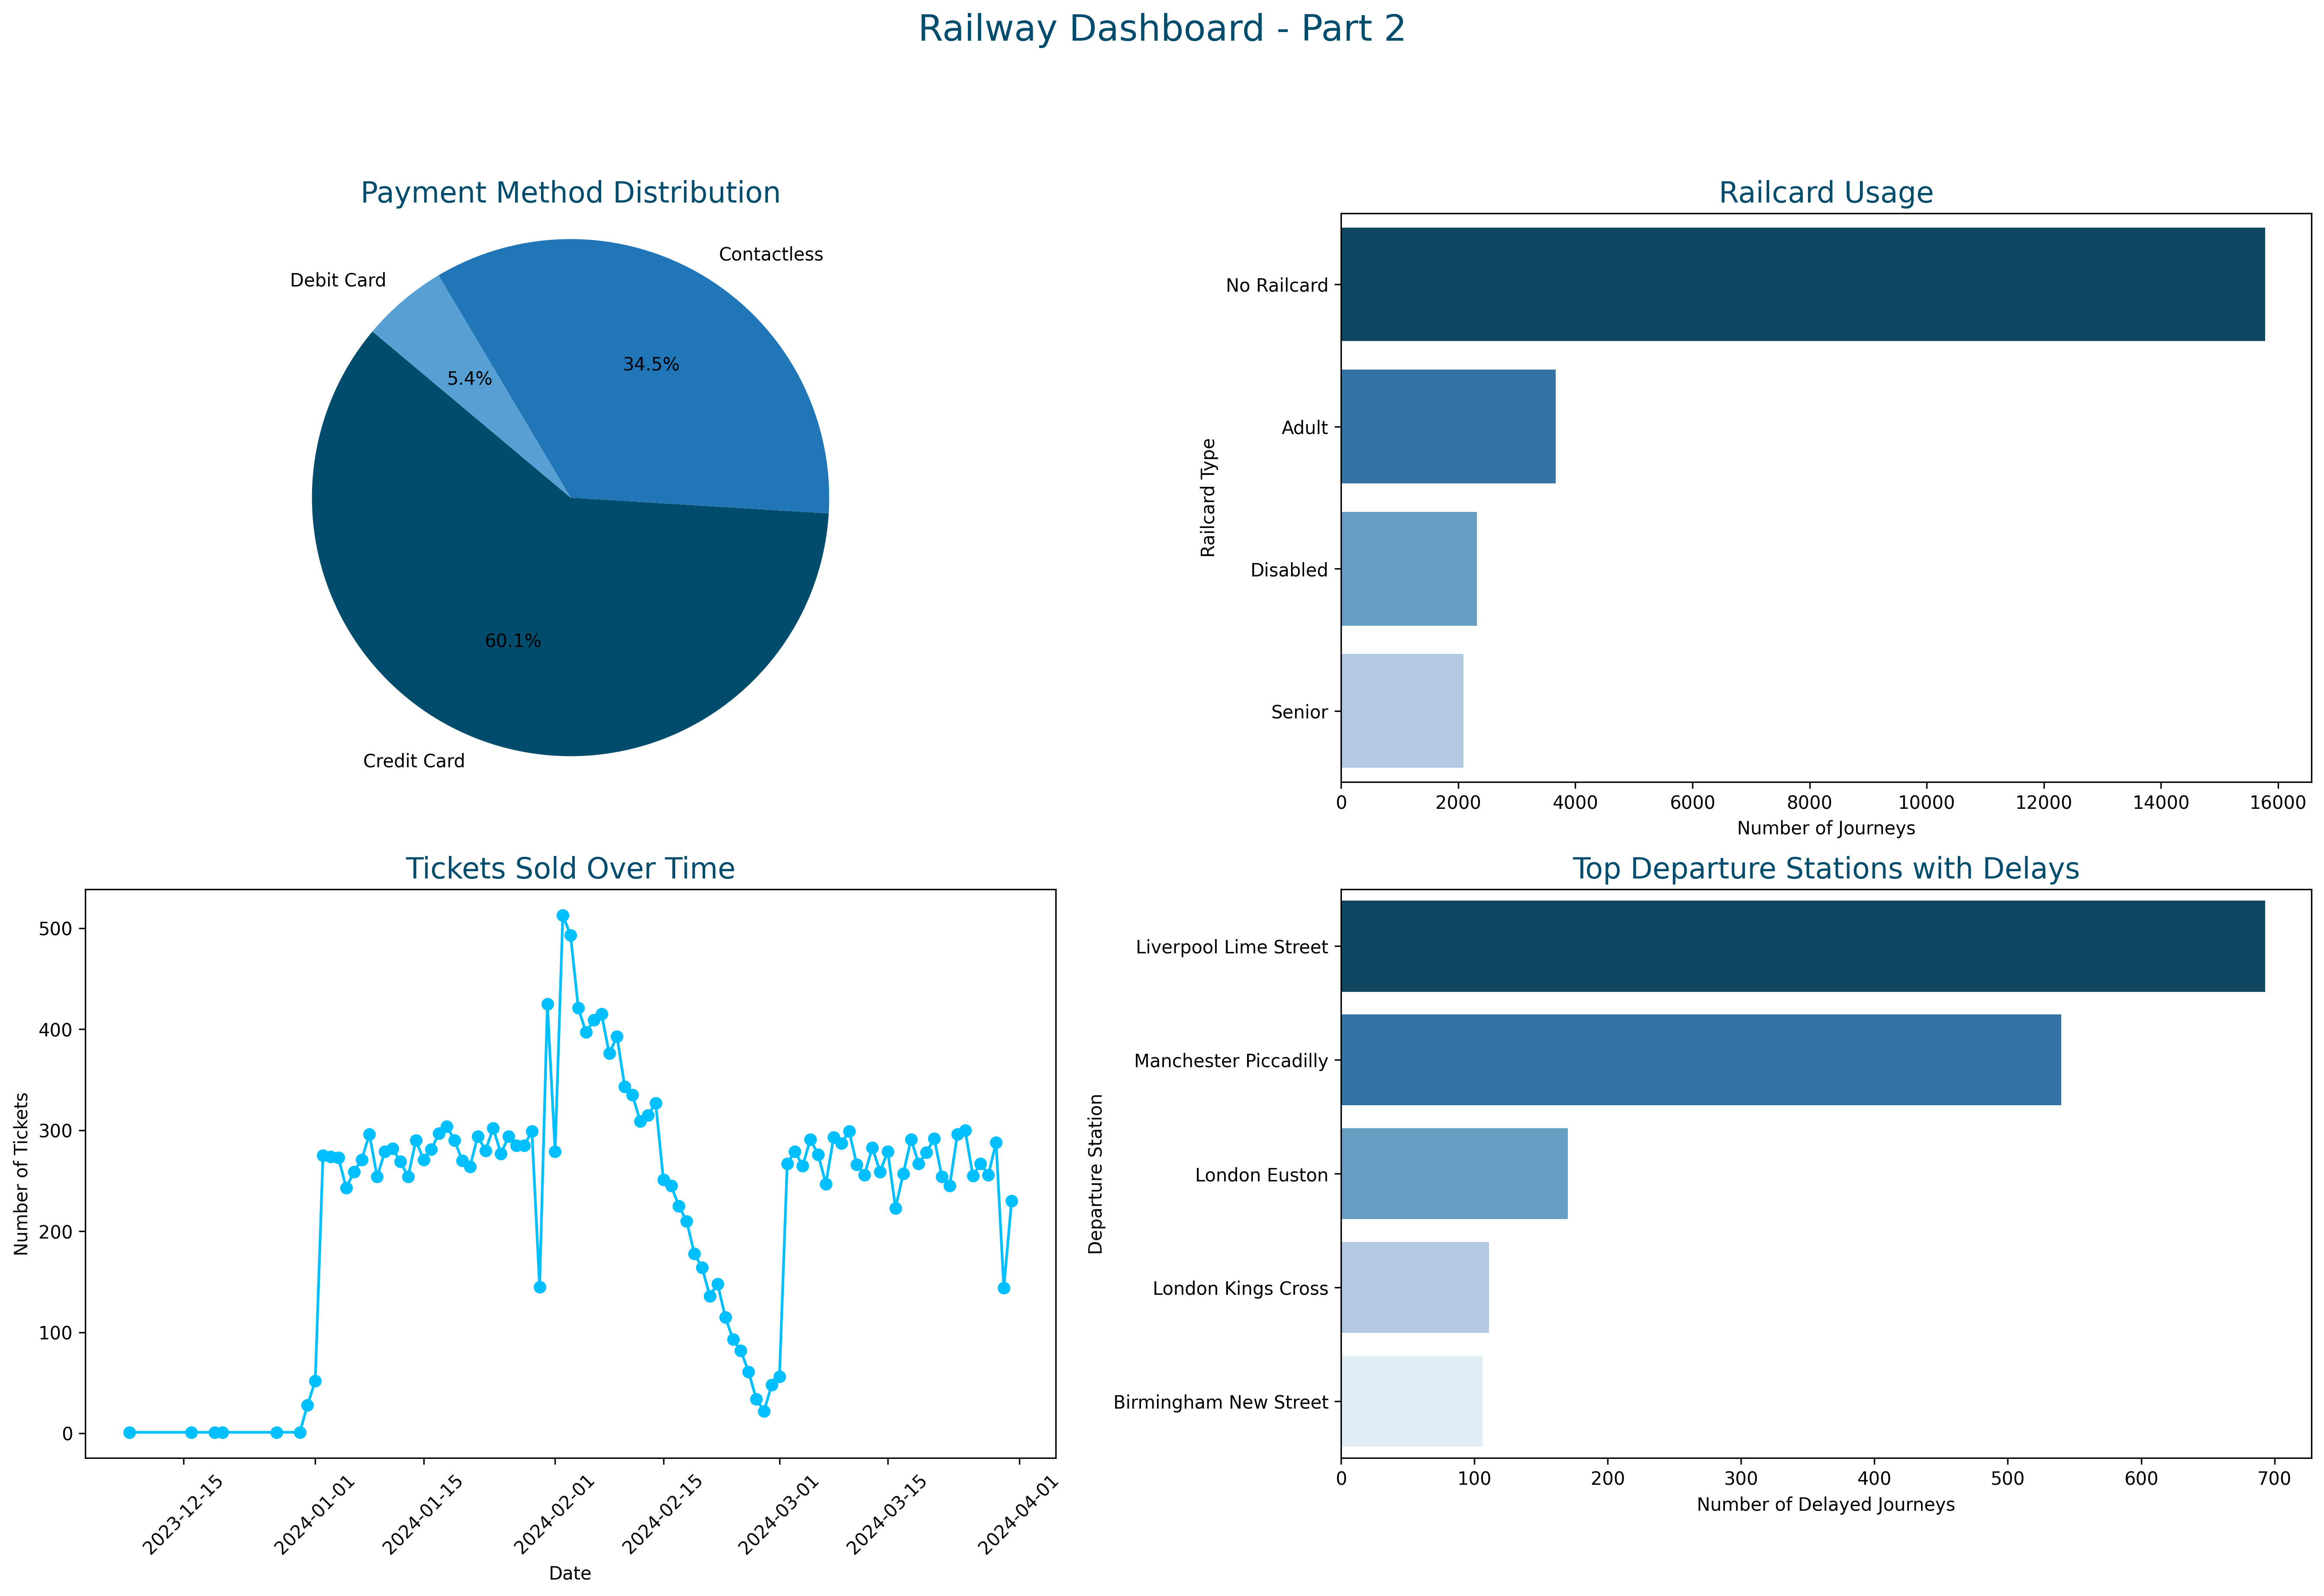 Railway Dashboard - Part 2
Payment Method Distribution
Contactless
Debit Card
34.5%
5.4%
60.1%
Credit Card
Railcard Usage
Railcard Type
No Railcard
Adult
Disabled
Senior
0 2000 4000 6000 8000 10000 12000 14000 16000
Number of Journeys
Tickets Sold Over Time
Number of Tickets
500
400
300
200
100
0
2023-12-15 2024-01-01 2024-01-15 2024-02-01 2024-02-15 2024-03-01 2024-03-15 2024-04-01
Date
Top Departure Stations with Delays
Departure Station
Liverpool Lime Street
Manchester Piccadilly
London Euston
London Kings Cross
Birmingham New Street
0 100 200 300 400 500 600 700
Number of Delayed Journeys